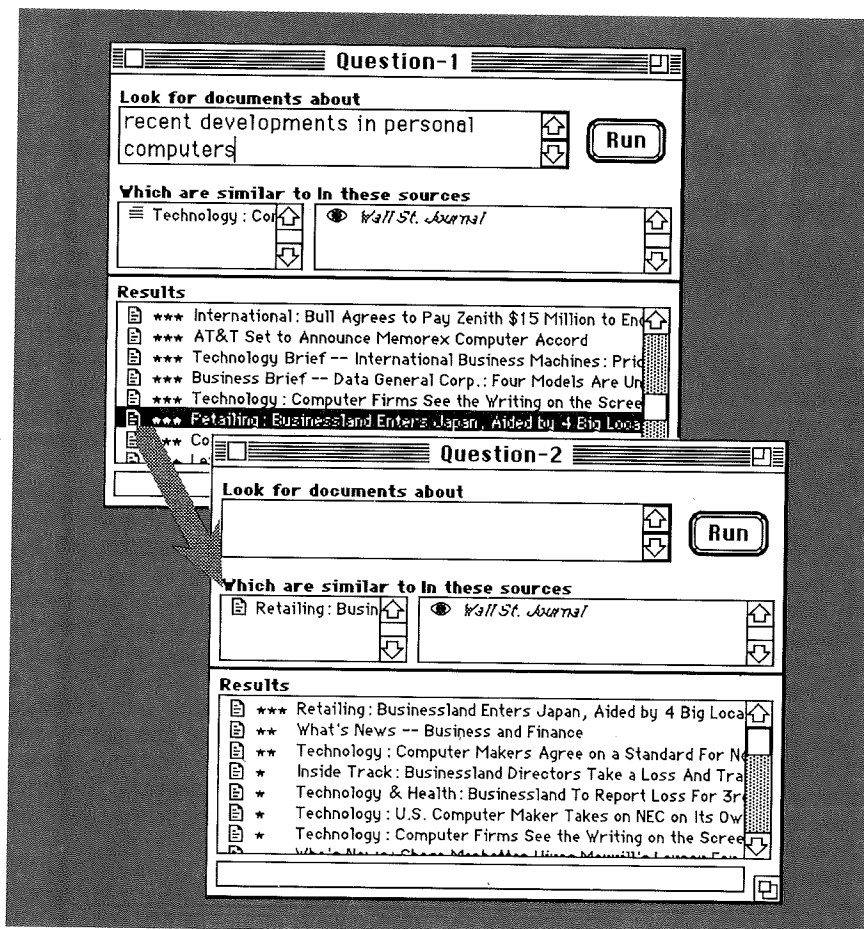 Question-1
Look for documents about
recent developments in personal
computers
Run
Which are similar to In these sources
Technology : Cor
Wall St. Journal
Results
*** International : Bull Agrees to Pay Zenith $15 Million to En
*** AT&T Set to Announce Memorex Computer Accord
*** Technology Brief -- International Business Machines : Pric
*** Business Brief -- Data General Corp. : Four Models Are Un
*** Technology : Computer Firms See the Writing on the Scree
*** Retailing : Businessland Enters Japan, Aided by 4 Big Loca
** Co
Question-2
Look for documents about
Run
Which are similar to In these sources
Retailing : Busin
Wall St. Journal
Results
*** Retailing : Businessland Enters Japan, Aided by 4 Big Loca
** What's News -- Business and Finance
** Technology : Computer Makers Agree on a Standard For Ne
* Inside Track : Businessland Directors Take a Loss And Tra
* Technology & Health : Businessland To Report Loss For 3r
* Technology : U.S. Computer Maker Takes on NEC on Its Ow
* Technology : Computer Firms See the Writing on the Scree